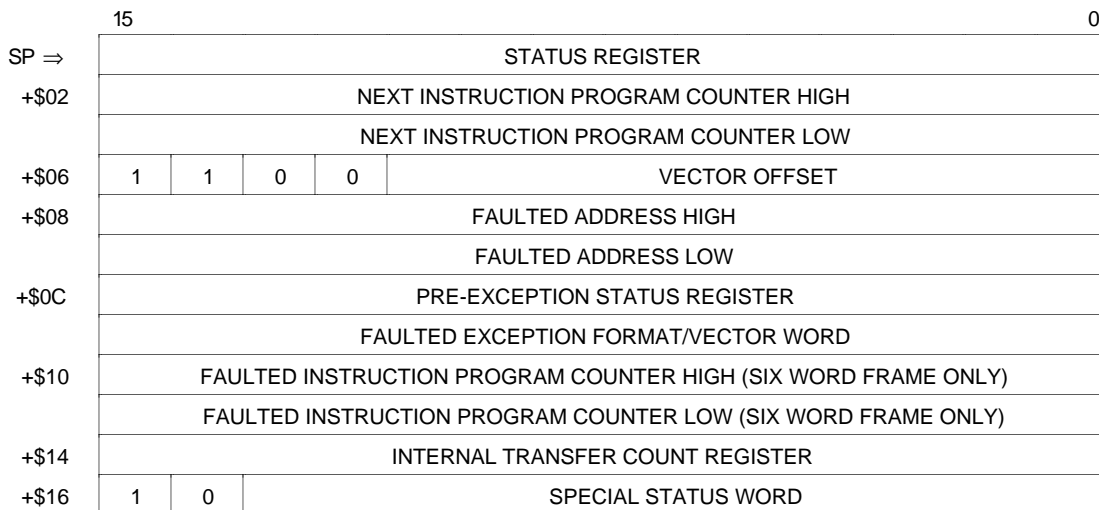 15 0
SP ⇒ STATUS REGISTER
+$02 NEXT INSTRUCTION PROGRAM COUNTER HIGH
NEXT INSTRUCTION PROGRAM COUNTER LOW
+$06 1 1 0 0 VECTOR OFFSET
+$08 FAULTED ADDRESS HIGH
FAULTED ADDRESS LOW
+$0C PRE-EXCEPTION STATUS REGISTER
FAULTED EXCEPTION FORMAT/VECTOR WORD
+$10 FAULTED INSTRUCTION PROGRAM COUNTER HIGH (SIX WORD FRAME ONLY)
FAULTED INSTRUCTION PROGRAM COUNTER LOW (SIX WORD FRAME ONLY)
+$14 INTERNAL TRANSFER COUNT REGISTER
+$16 1 0 SPECIAL STATUS WORD